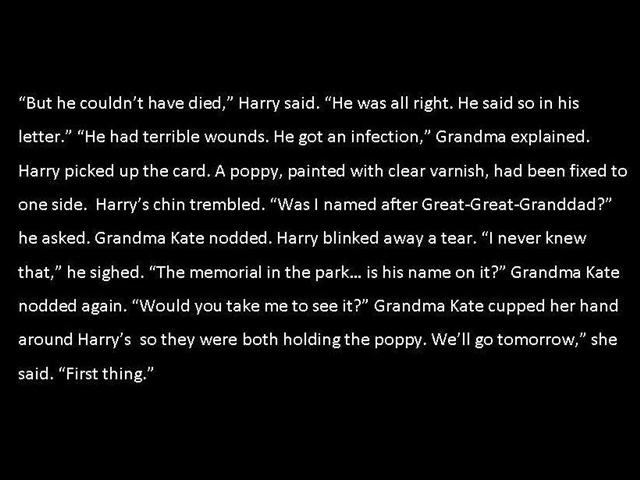 “But he couldn’t have died,” Harry said. “He was all right. He said so in his
letter.” “He had terrible wounds. He got an infection,” Grandma explained.
Harry picked up the card. A poppy, painted with clear varnish, had been fixed to
one side.  Harry’s chin trembled. “Was I named after Great-Great-Granddad?”
he asked. Grandma Kate nodded. Harry blinked away a tear. “I never knew
that,” he sighed. “The memorial in the park… is his name on it?” Grandma Kate
nodded again. “Would you take me to see it?” Grandma Kate cupped her hand
around Harry’s  so they were both holding the poppy. We’ll go tomorrow,” she
said. “First thing.”